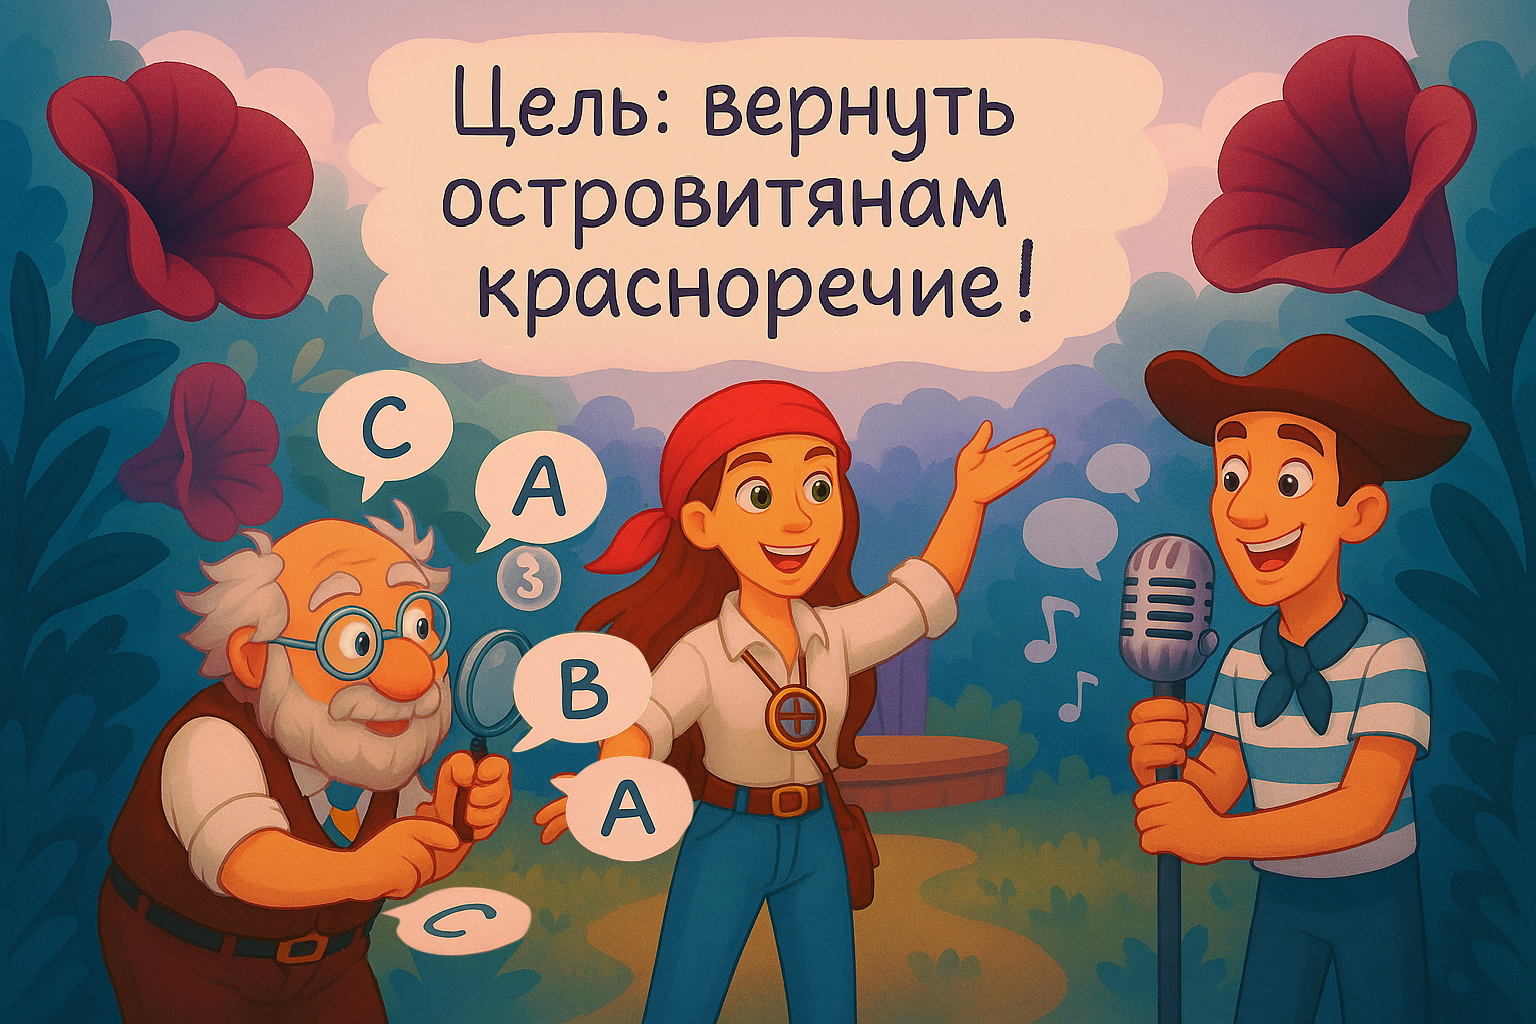 Цель: вернуть
островитянам
красноречие!
С
А
З
В
А
С